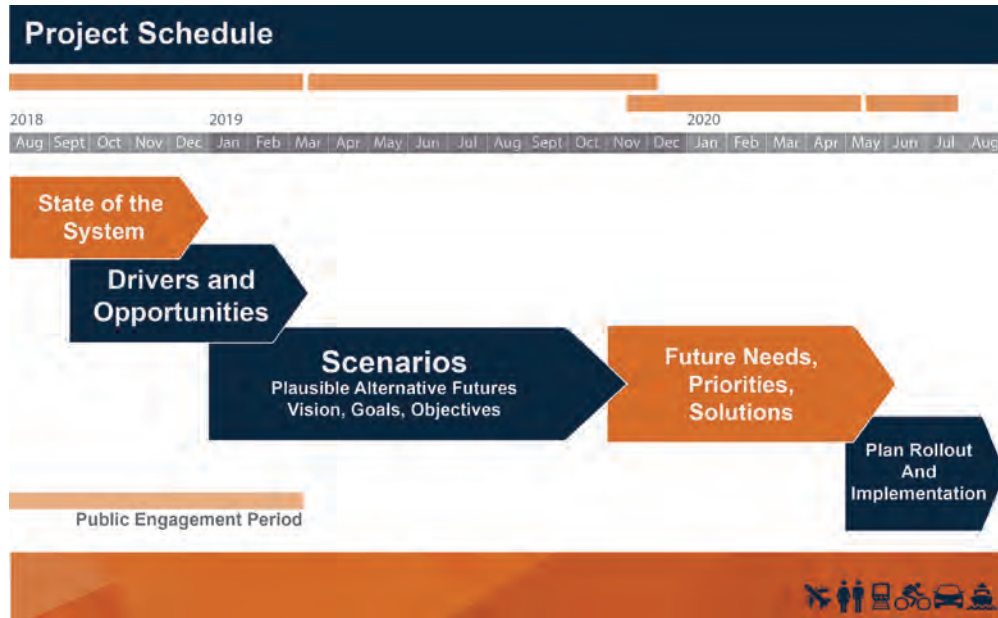 Project Schedule
2018 2019 2020
Aug Sept Oct Nov Dec Jan Feb Mar Apr May Jun Jul Aug Sept Oct Nov Dec Jan Feb Mar Apr May Jun Jul Aug
State of the
System
Drivers and
Opportunities
Scenarios
Plausible Alternative Futures
Vision, Goals, Objectives
Future Needs,
Priorities,
Solutions
Plan Rollout
And
Implementation
Public Engagement Period